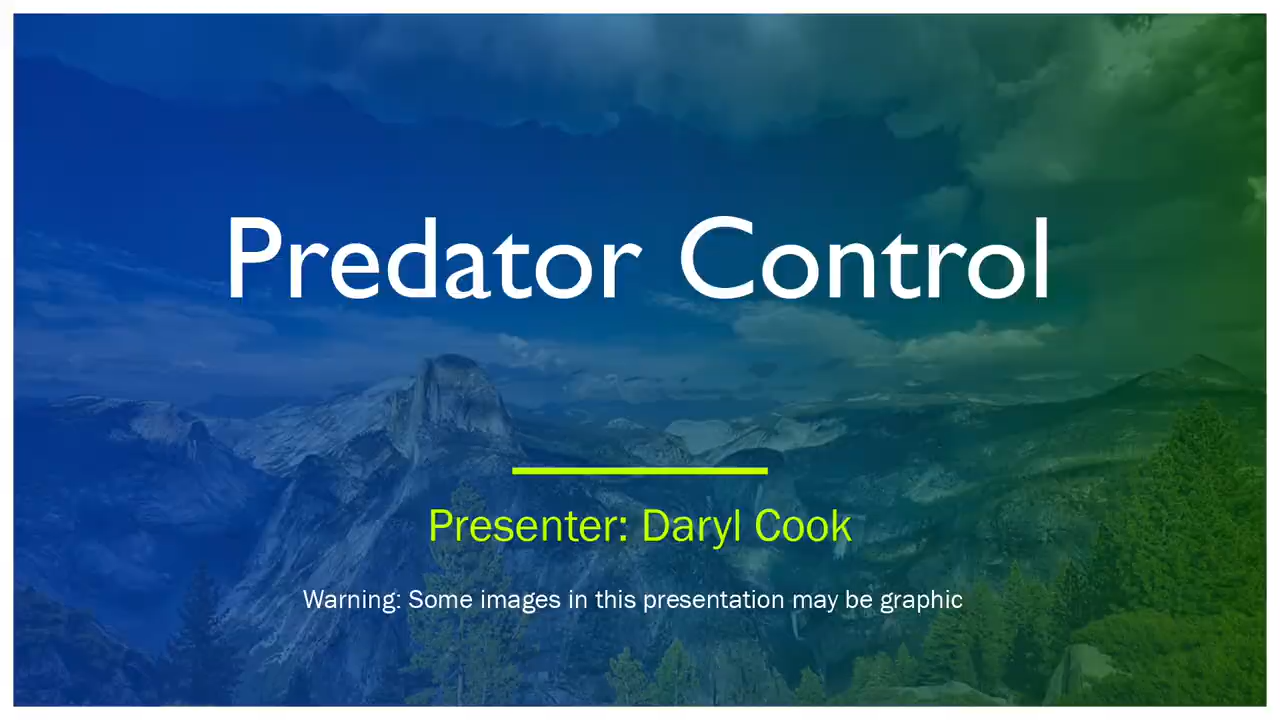 Predator Control
Presenter: Daryl Cook
Warning: Some images in this presentation may be graphic